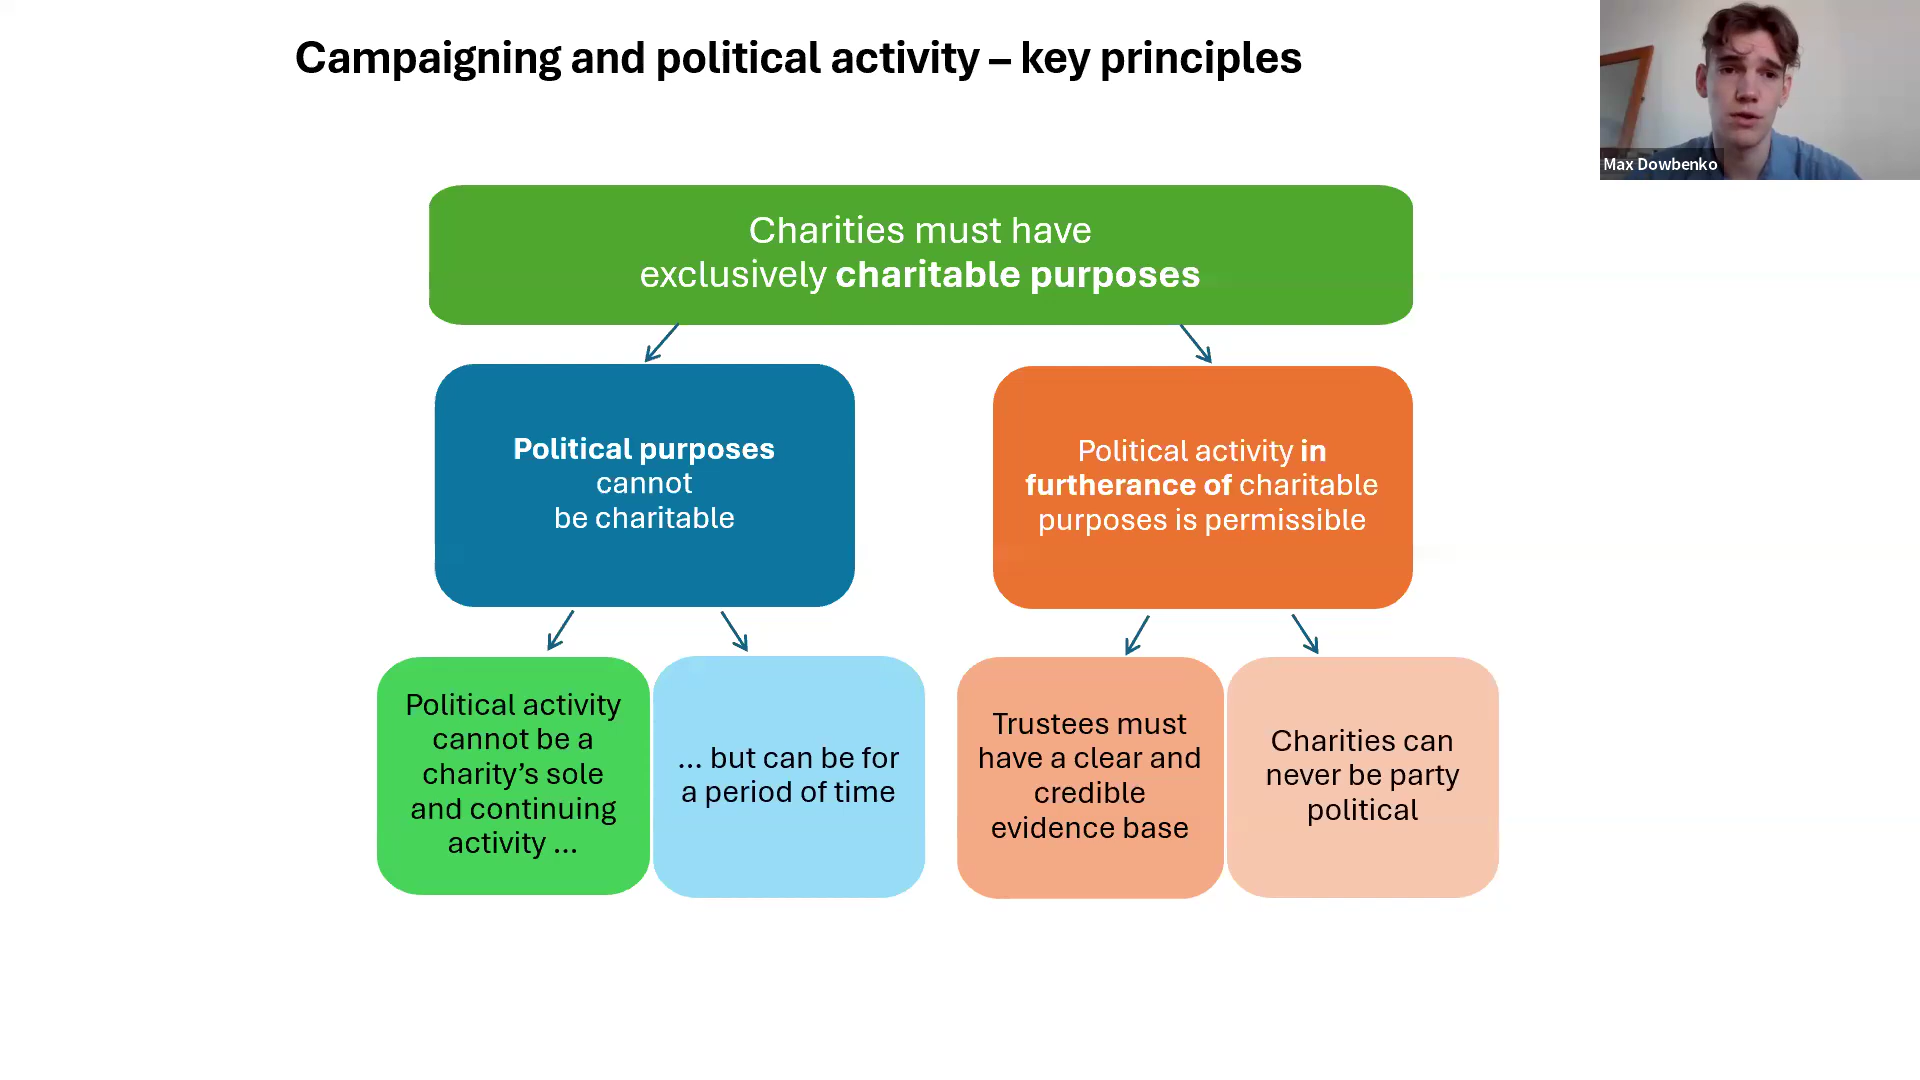 Campaigning and political activity – key principles
Max Dowbenko
Charities must have
exclusively charitable purposes
Political purposes
cannot
be charitable
Political activity in
furtherance of charitable
purposes is permissible
Political activity
cannot be a
charity’s sole
and continuing
activity ...
... but can be for
a period of time
Trustees must
have a clear and
credible
evidence base
Charities can
never be party
political